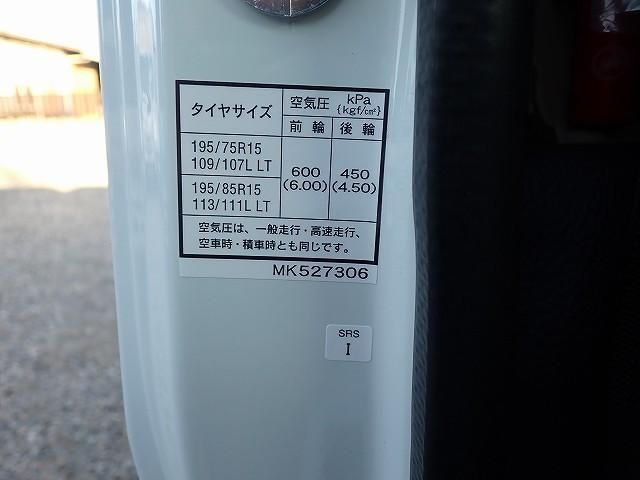 タイヤサイズ
空気圧 kPa
{kgf/cm²}
前輪 後輪
195/75R15
109/107L LT
600
(6.00)
450
(4.50)
195/85R15
113/111L LT
空気圧は、一般走行・高速走行、
空車時・積車時とも同じです。
MK527306
SRS
I